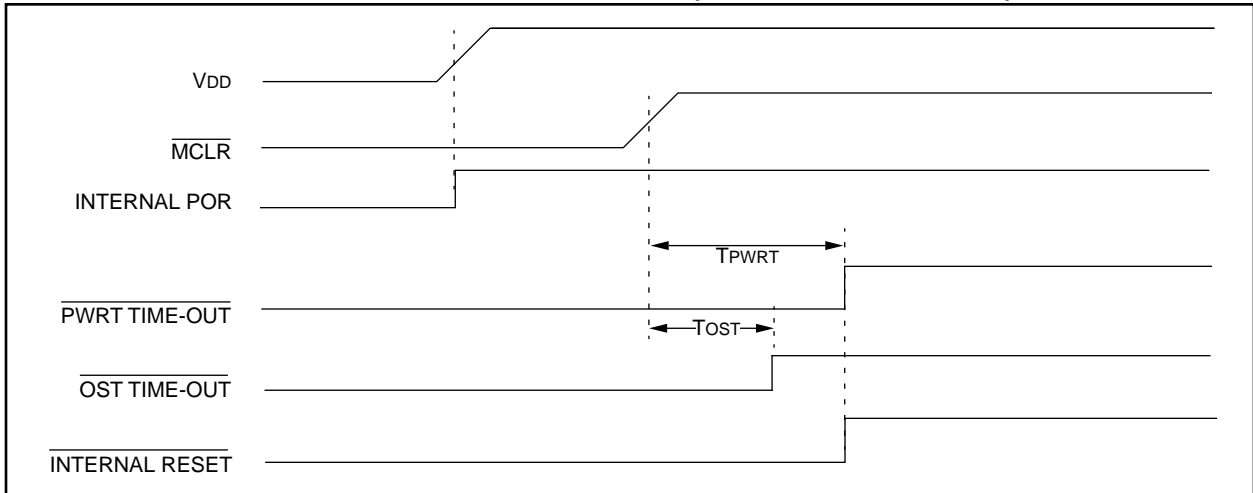 VDD
MCLR
INTERNAL POR
TPWRT
PWRT TIME-OUT
TOST
OST TIME-OUT
INTERNAL RESET